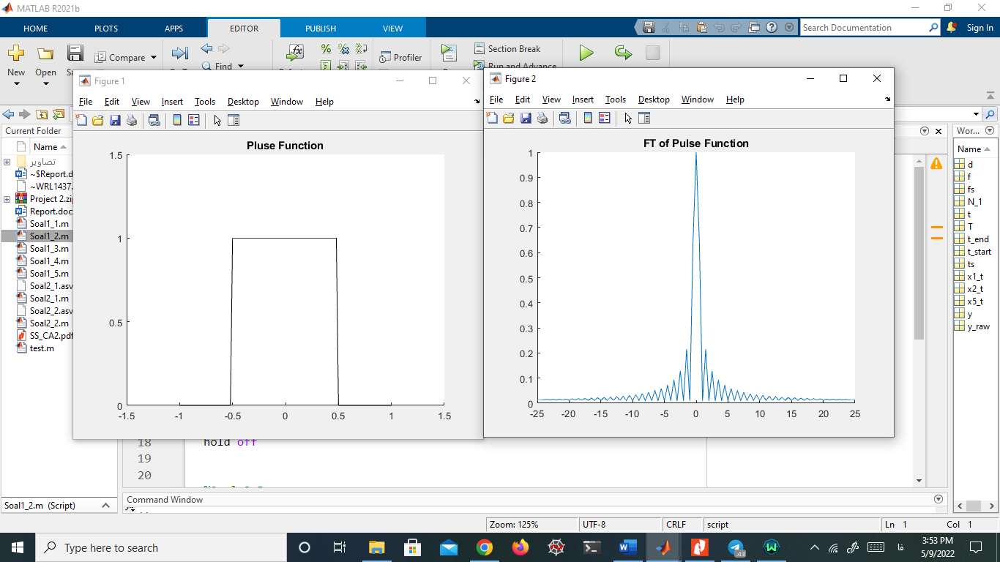 MATLAB R2021b
HOME PLOTS APPS EDITOR PUBLISH VIEW Search Documentation Sign In
New Open Compare Find Profiler Section Break
Run and Advance
Current Folder
Name
تصاویر
~$Report.d
~WRL1437.
Project 2.zip
Report.docx
Soal1_1.m
Soal1_2.m
Soal1_3.m
Soal1_4.m
Soal1_5.m
Soal2_1.asv
Soal2_1.m
Soal2_2.asv
Soal2_2.m
SS_CA2.pdf
test.m
Soal1_2.m (Script)
Figure 1
File Edit View Insert Tools Desktop Window Help
Pluse Function
1.5
1
0.5
0
-1.5 -1 -0.5 0 0.5 1 1.5
Figure 2
File Edit View Insert Tools Desktop Window Help
FT of Pulse Function
1
0.9
0.8
0.7
0.6
0.5
0.4
0.3
0.2
0.1
0
-25 -20 -15 -10 -5 0 5 10 15 20 25
18 hold off
19
20
Command Window
Wor...
Name
d
f
fs
N_1
t
T
t_end
t_start
ts
x1_t
x2_t
x5_t
y
y_raw
Zoom: 125% UTF-8 CRLF script Ln 1 Col 1
Type here to search
43
فا
3:53 PM
5/9/2022